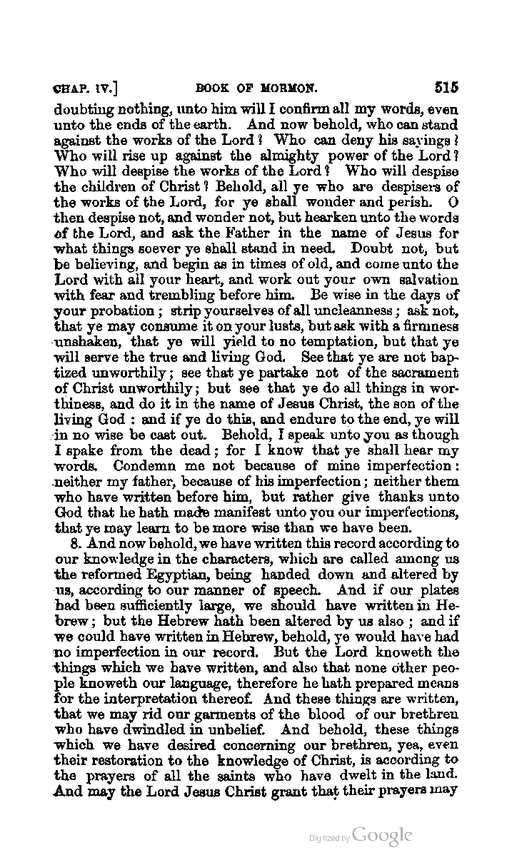 CHAP. IV.] BOOK OF MORMON. 515
doubting nothing, unto him will I confirm all my words, even
unto the ends of the earth. And now behold, who can stand
against the works of the Lord? Who can deny his sayings?
Who will rise up against the almighty power of the Lord?
Who will despise the works of the Lord? Who will despise
the children of Christ? Behold, all ye who are despisers of
the works of the Lord, for ye shall wonder and perish. O
then despise not, and wonder not, but hearken unto the words
of the Lord, and ask the Father in the name of Jesus for
what things soever ye shall stand in need. Doubt not, but
be believing, and begin as in times of old, and come unto the
Lord with all your heart, and work out your own salvation
with fear and trembling before him. Be wise in the days of
your probation; strip yourselves of all uncleanness; ask not,
that ye may consume it on your lusts, but ask with a firmness
unshaken, that ye will yield to no temptation, but that ye
will serve the true and living God. See that ye are not bap-
tized unworthily; see that ye partake not of the sacrament
of Christ unworthily; but see that ye do all things in wor-
thiness, and do it in the name of Jesus Christ, the son of the
living God: and if ye do this, and endure to the end, ye will
in no wise be cast out. Behold, I speak unto you as though
I spake from the dead; for I know that ye shall hear my
words. Condemn me not because of mine imperfection:
neither my father, because of his imperfection; neither them
who have written before him, but rather give thanks unto
God that he hath made manifest unto you our imperfections,
that ye may learn to be more wise than we have been.
8. And now behold, we have written this record according to
our knowledge in the characters, which are called among us
the reformed Egyptian, being handed down and altered by
us, according to our manner of speech. And if our plates
had been sufficiently large, we should have written in He-
brew; but the Hebrew hath been altered by us also; and if
we could have written in Hebrew, behold, ye would have had
no imperfection in our record. But the Lord knoweth the
things which we have written, and also that none other peo-
ple knoweth our language, therefore he hath prepared means
for the interpretation thereof. And these things are written,
that we may rid our garments of the blood of our brethren
who have dwindled in unbelief. And behold, these things
which we have desired concerning our brethren, yea, even
their restoration to the knowledge of Christ, is according to
the prayers of all the saints who have dwelt in the land.
And may the Lord Jesus Christ grant that their prayers may
Digitized by Google